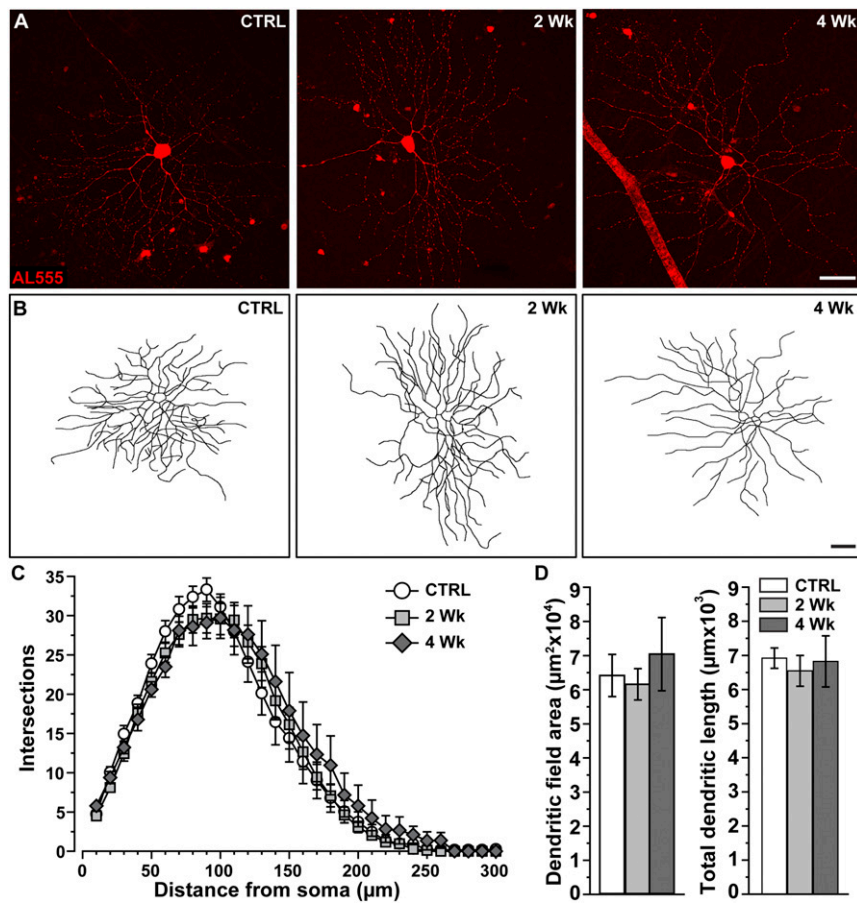 A
CTRL
2 Wk
4 Wk
AL555
B
CTRL
2 Wk
4 Wk
C
35
30
25
20
15
10
5
0
Intersections
0 50 100 150 200 250 300
Distance from soma (µm)
CTRL
2 Wk
4 Wk
D
9
8
7
6
5
4
3
2
1
0
Dendritic field area (µm²x10⁴)
9
8
7
6
5
4
3
2
1
0
Total dendritic length (µmx10³)
CTRL
2 Wk
4 Wk